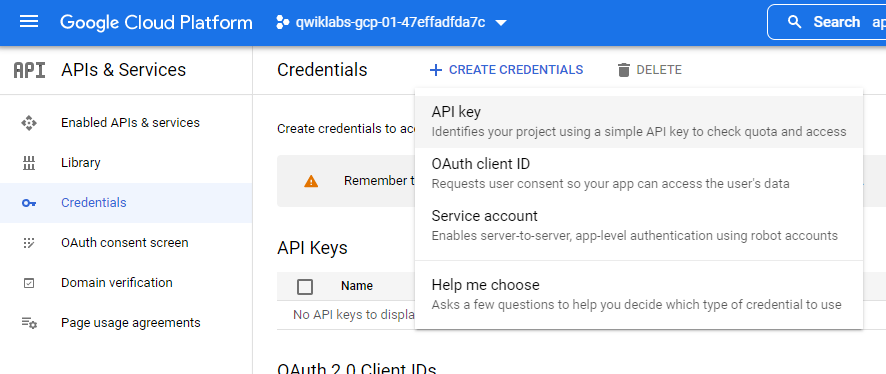 Google Cloud Platform
qwiklabs-gcp-01-47effadfda7c
Search ap
API APIs & Services
Credentials
+ CREATE CREDENTIALS
DELETE
Enabled APIs & services
Library
Credentials
OAuth consent screen
Domain verification
Page usage agreements
Create credentials to acc
Remember t
API key
Identifies your project using a simple API key to check quota and access
OAuth client ID
Requests user consent so your app can access the user's data
Service account
Enables server-to-server, app-level authentication using robot accounts
Help me choose
Asks a few questions to help you decide which type of credential to use
API Keys
Name
No API keys to displa
OAuth 2.0 Client IDs